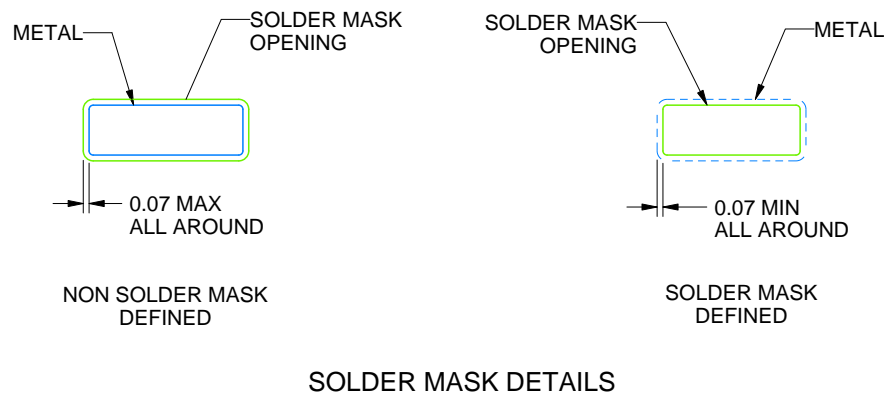 METAL
SOLDER MASK
OPENING
0.07 MAX
ALL AROUND
NON SOLDER MASK
DEFINED
SOLDER MASK
OPENING
METAL
0.07 MIN
ALL AROUND
SOLDER MASK
DEFINED
SOLDER MASK DETAILS